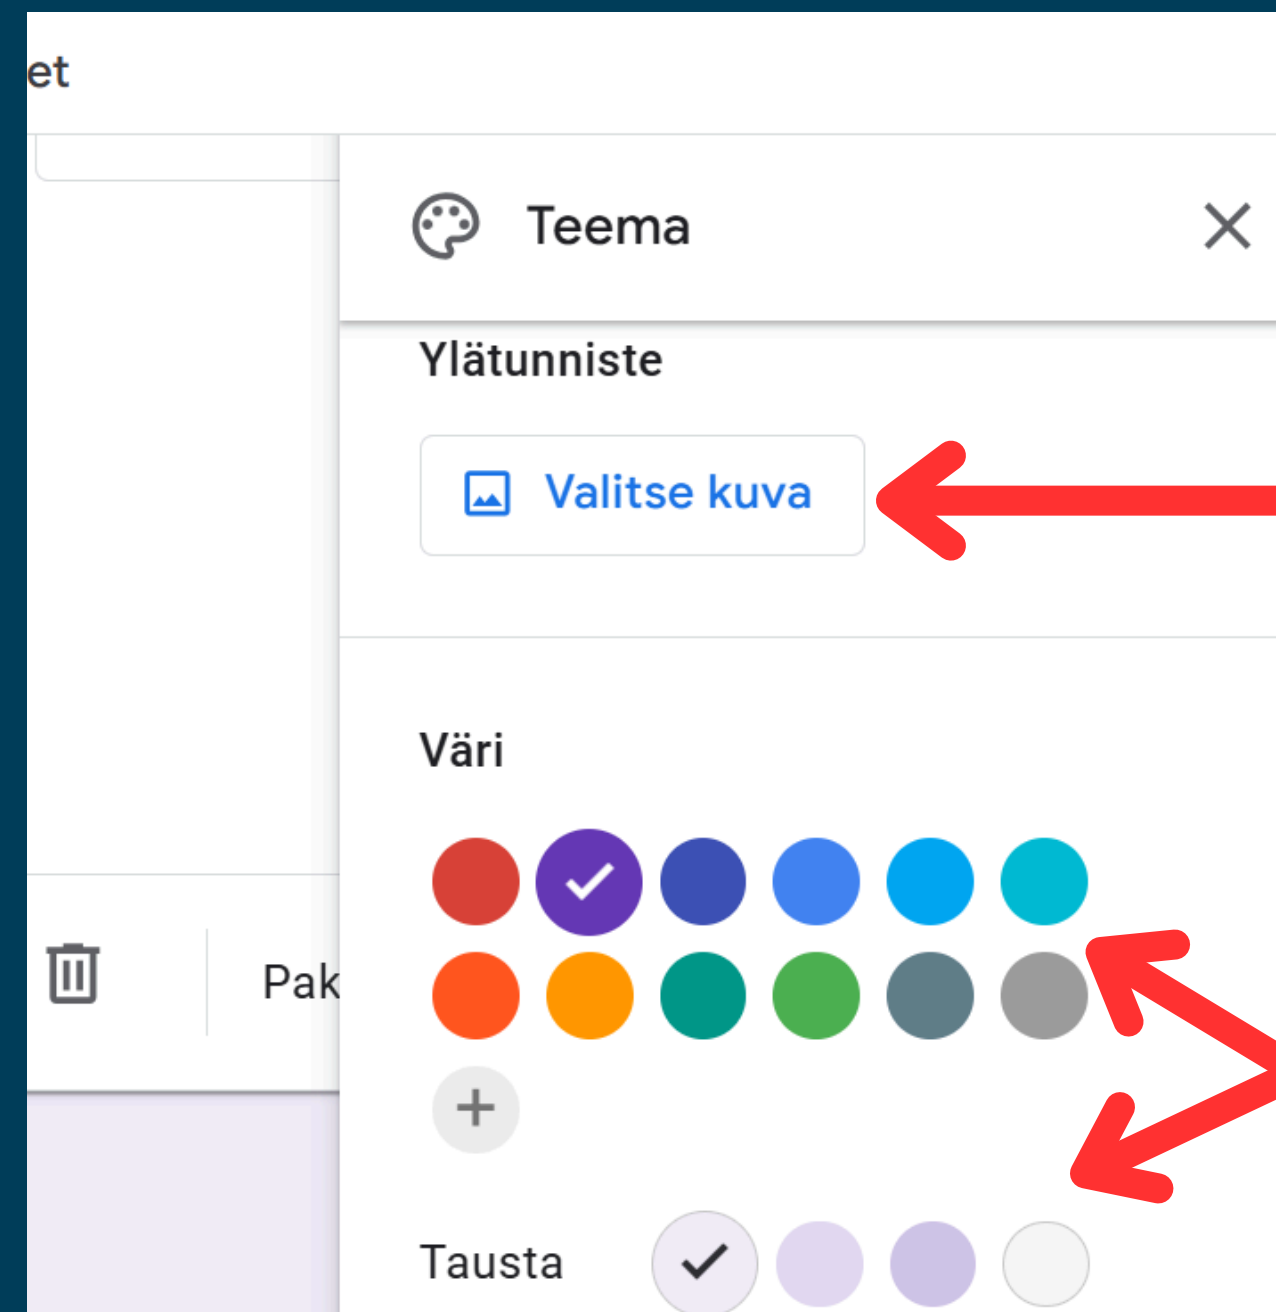 et
Teema
Ylätunniste
Valitse kuva
Väri
Pak
Tausta